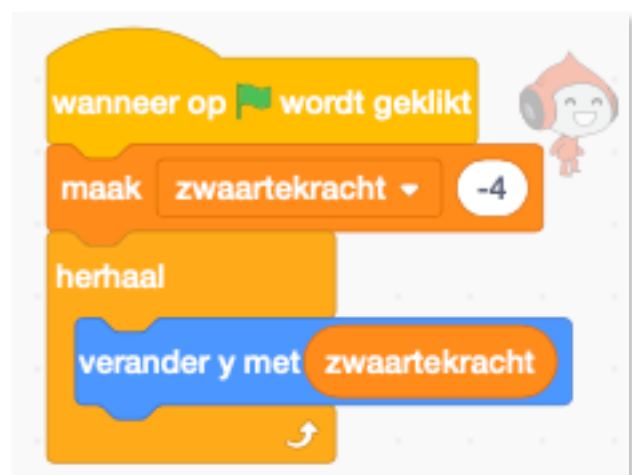 wanneer op wordt geklikt
maak zwaartekracht -4
herhaal
verander y met zwaartekracht